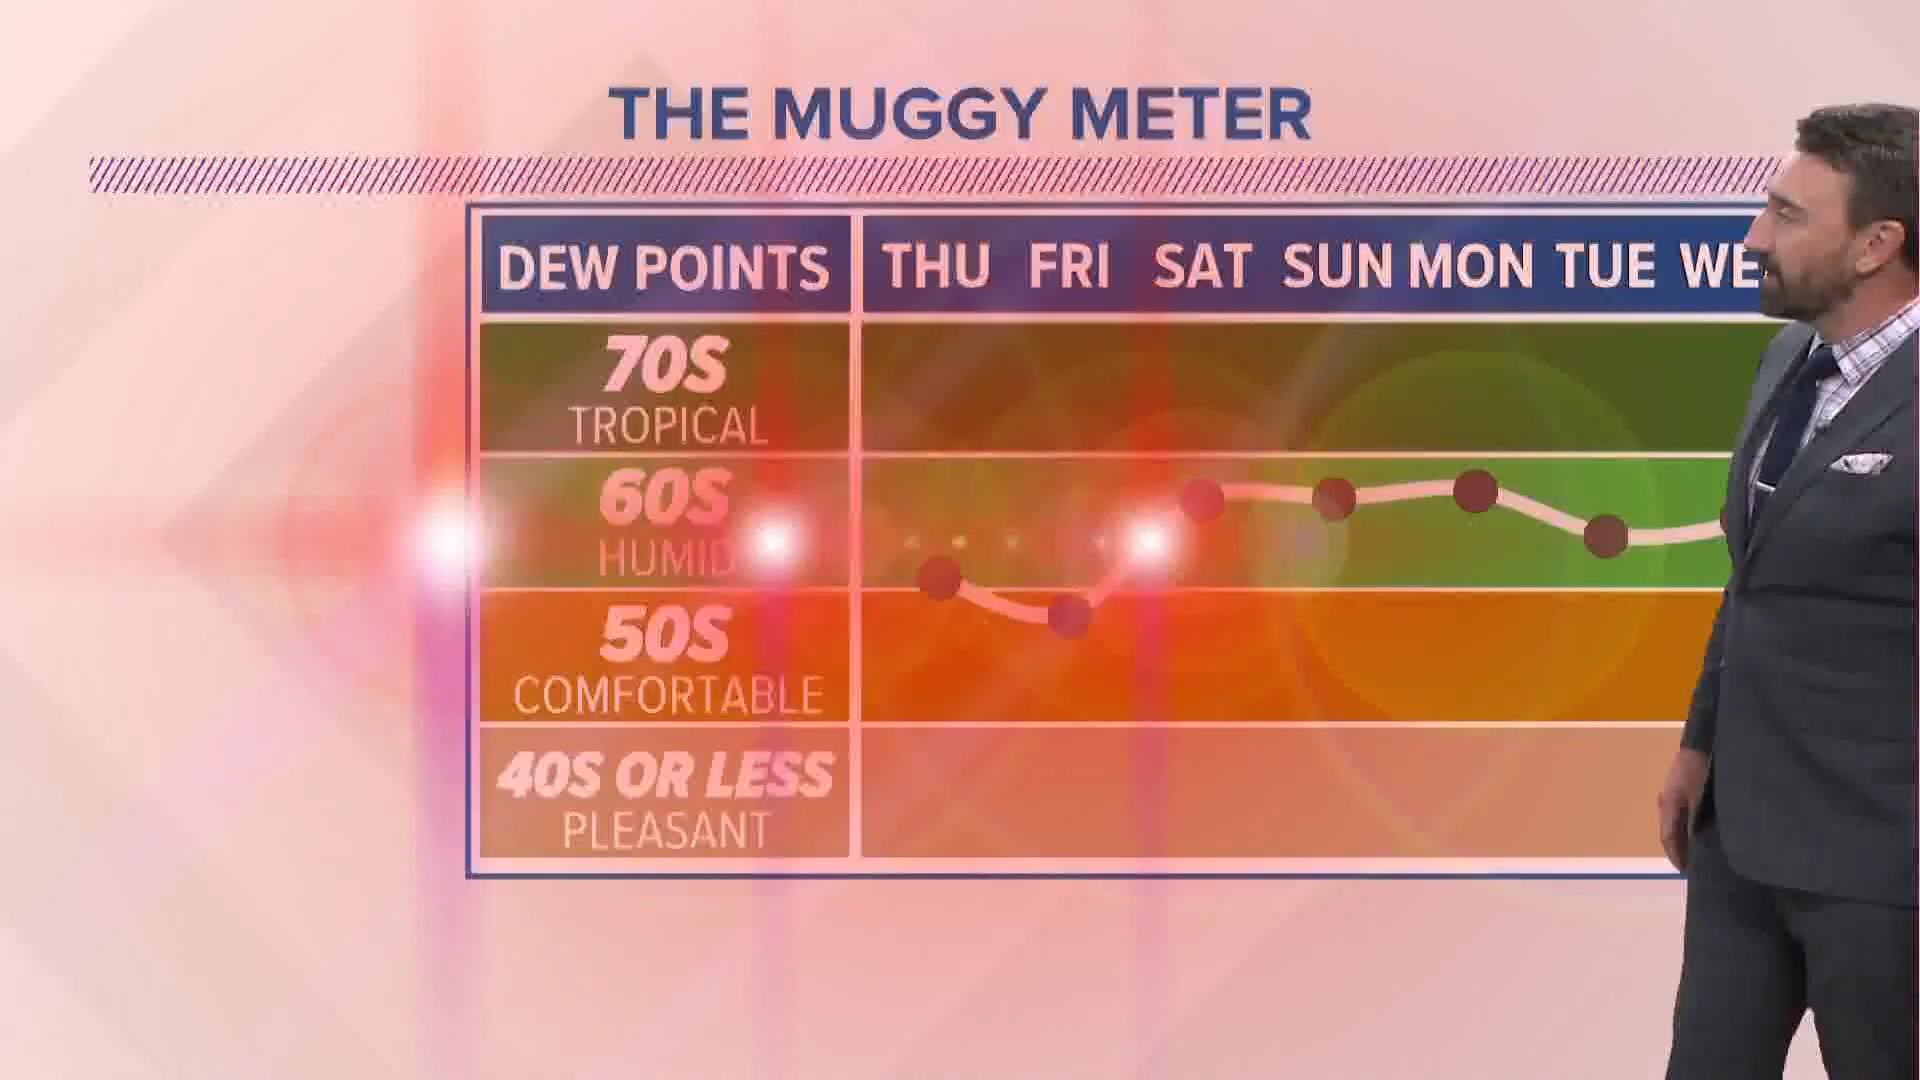 THE MUGGY METER
DEW POINTS THU FRI SAT SUN MON TUE WE
70S
TROPICAL
60S
HUMID
50S
COMFORTABLE
40S OR LESS
PLEASANT